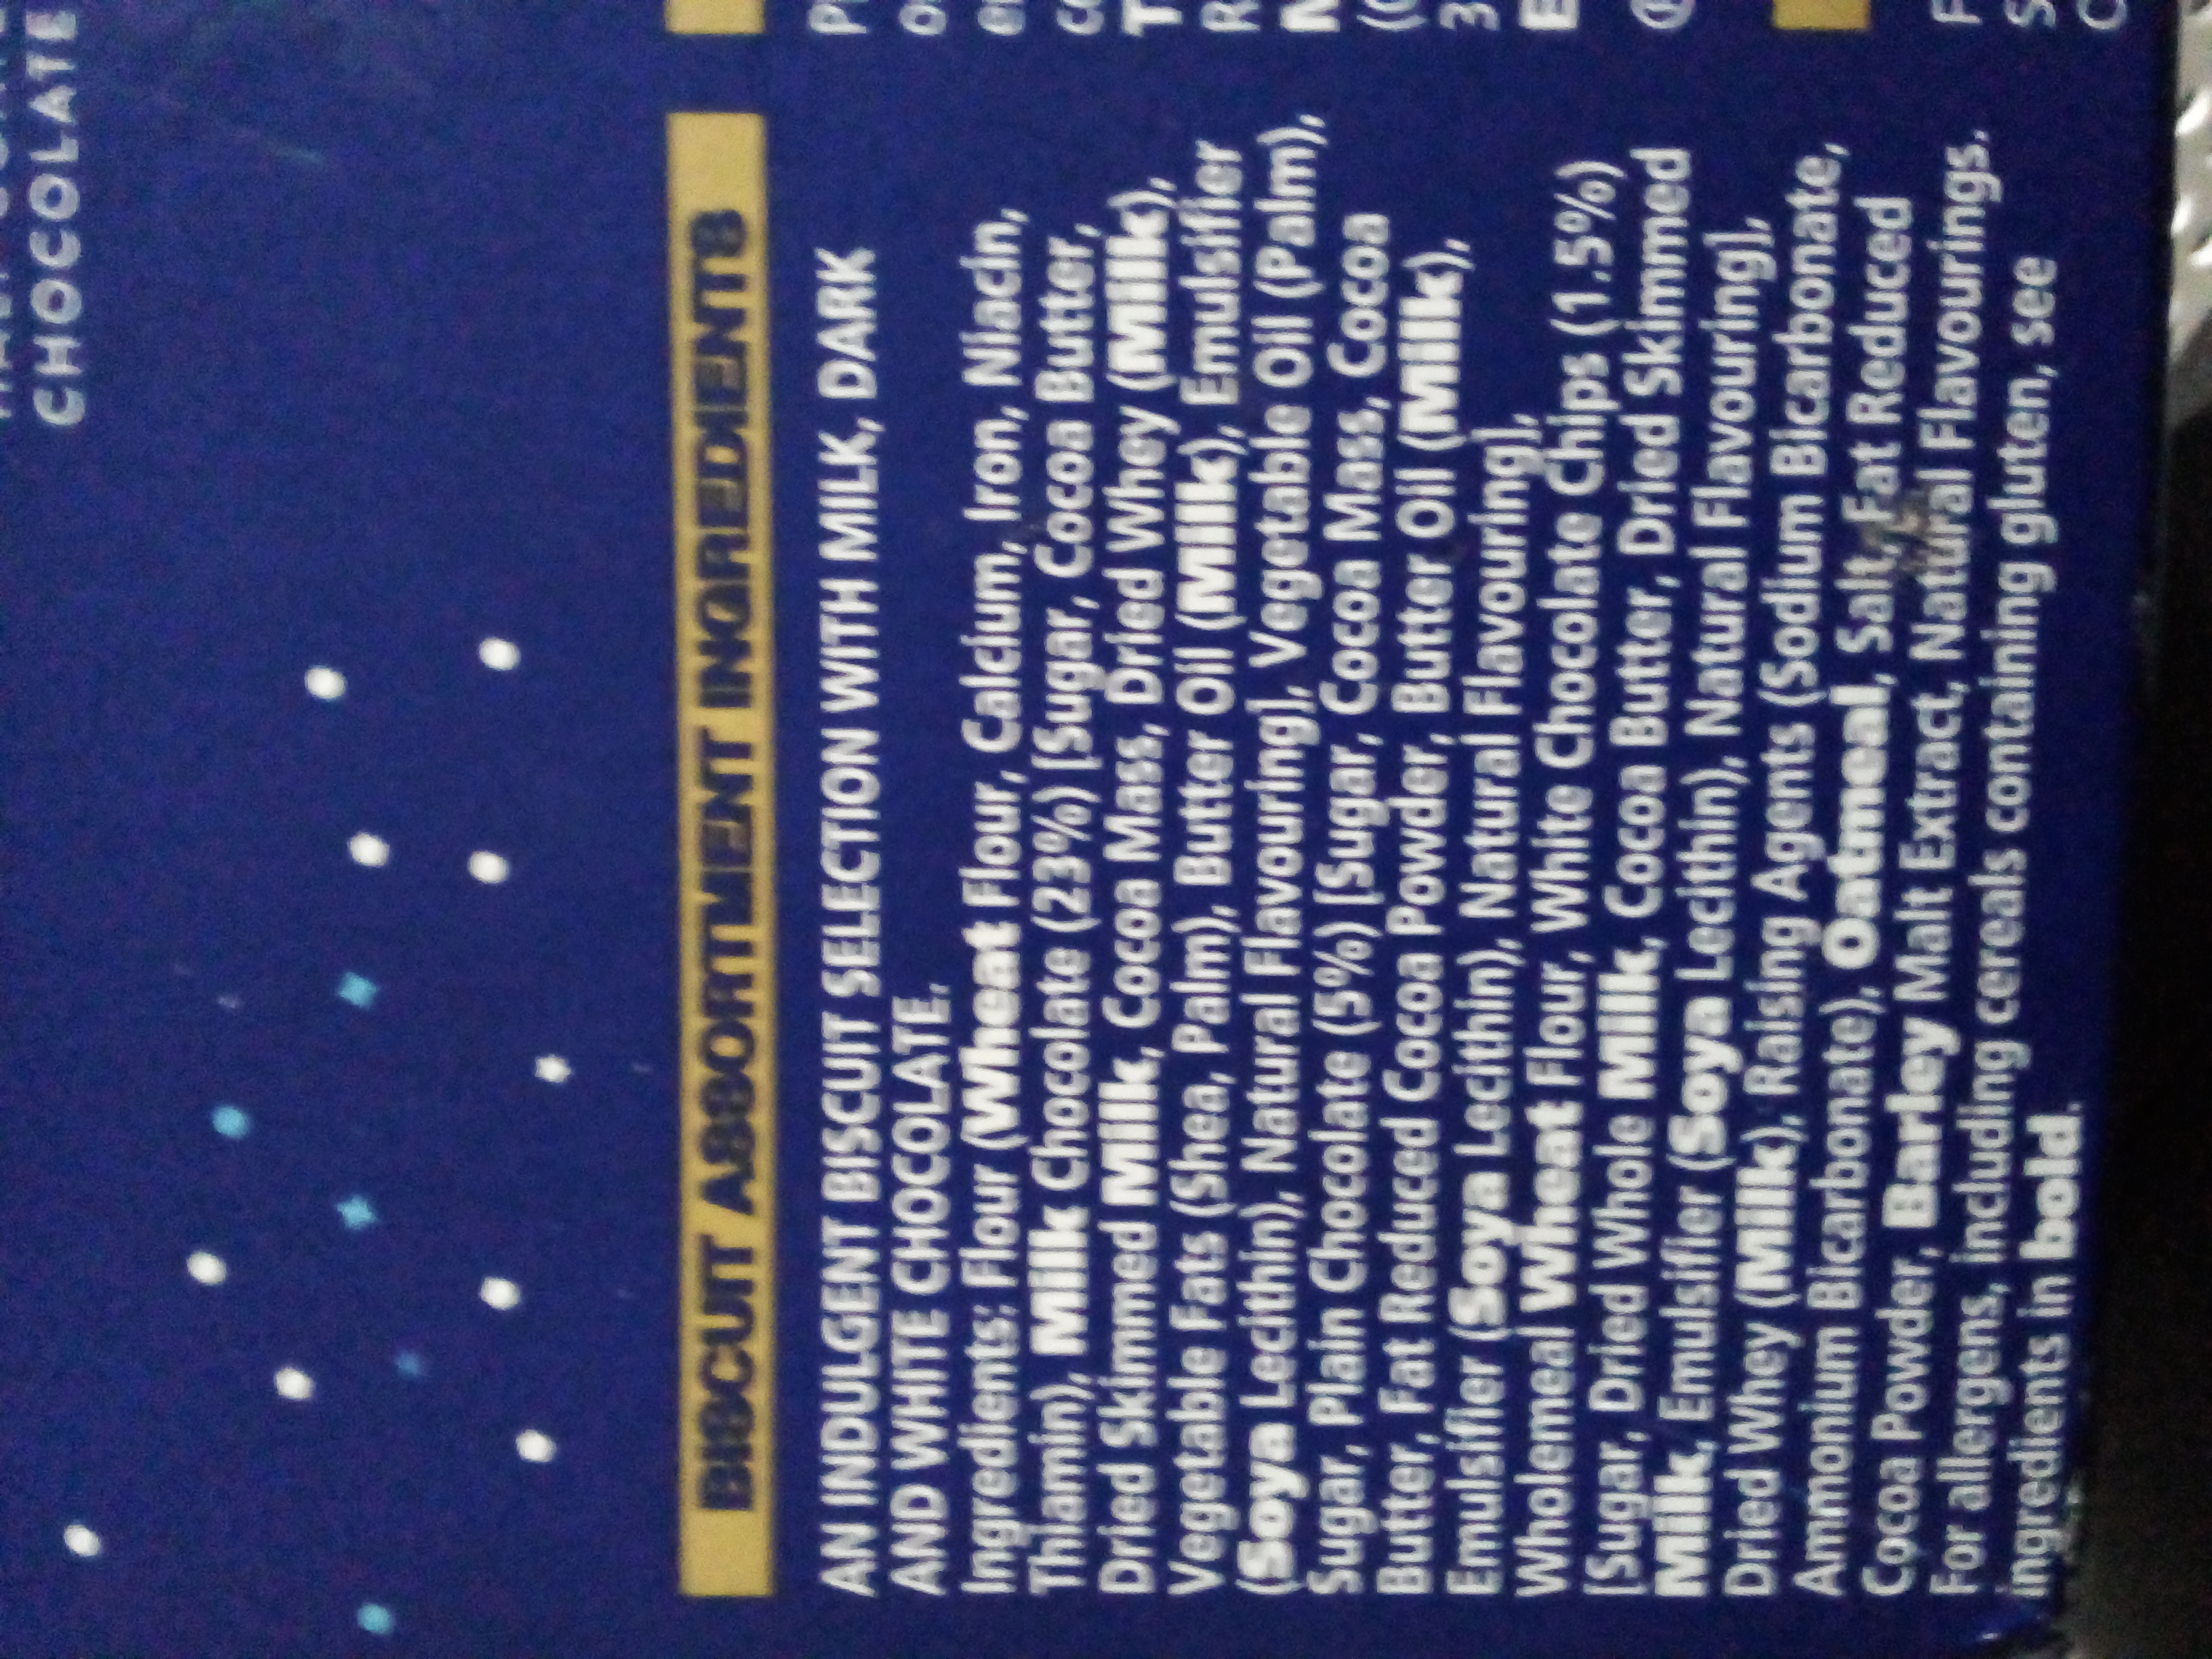 CHOCOLATE
BISCUIT ASSORTMENT INGREDIENTS
AN INDULGENT BISCUIT SELECTION WITH MILK, DARK
AND WHITE CHOCOLATE.
Ingredients: Flour (Wheat Flour, Calcium, Iron, Niacin,
Thiamin), Milk Chocolate (23%) [Sugar, Cocoa Butter,
Dried Skimmed Milk, Cocoa Mass, Dried Whey (Milk),
Vegetable Fats (Shea, Palm), Butter Oil (Milk), Emulsifier
(Soya Lecithin), Natural Flavouring], Vegetable Oil (Palm),
Sugar, Plain Chocolate (5%) [Sugar, Cocoa Mass, Cocoa
Butter, Fat Reduced Cocoa Powder, Butter Oil (Milk),
Emulsifier (Soya Lecithin), Natural Flavouring],
Wholemeal Wheat Flour, White Chocolate Chips (1.5%)
[Sugar, Dried Whole Milk, Cocoa Butter, Dried Skimmed
Milk, Emulsifier (Soya Lecithin), Natural Flavouring],
Dried Whey (Milk), Raising Agents (Sodium Bicarbonate,
Ammonium Bicarbonate), Oatmeal, Salt, Fat Reduced
Cocoa Powder, Barley Malt Extract, Natural Flavourings.
For allergens, including cereals containing gluten, see
ingredients in bold.